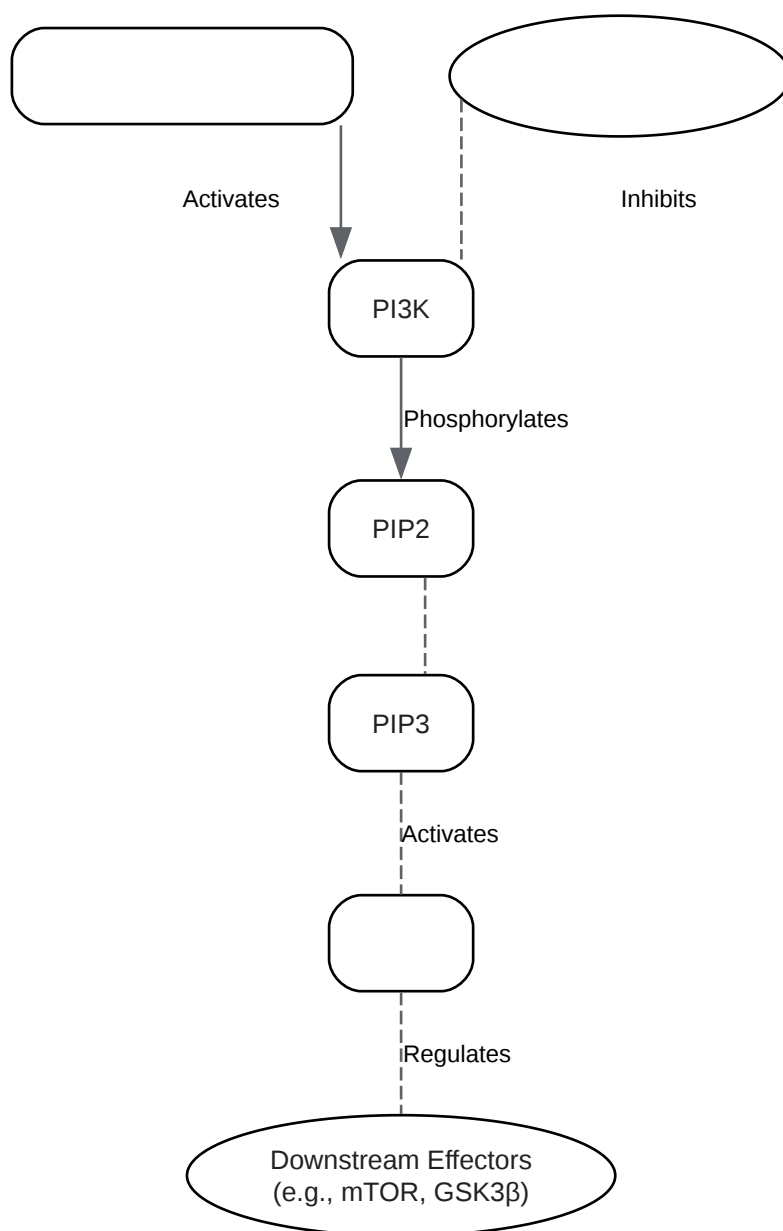 Activates
Inhibits
PI3K
Phosphorylates
PIP2
PIP3
Activates
Regulates
Downstream Effectors
(e.g., mTOR, GSK3β)